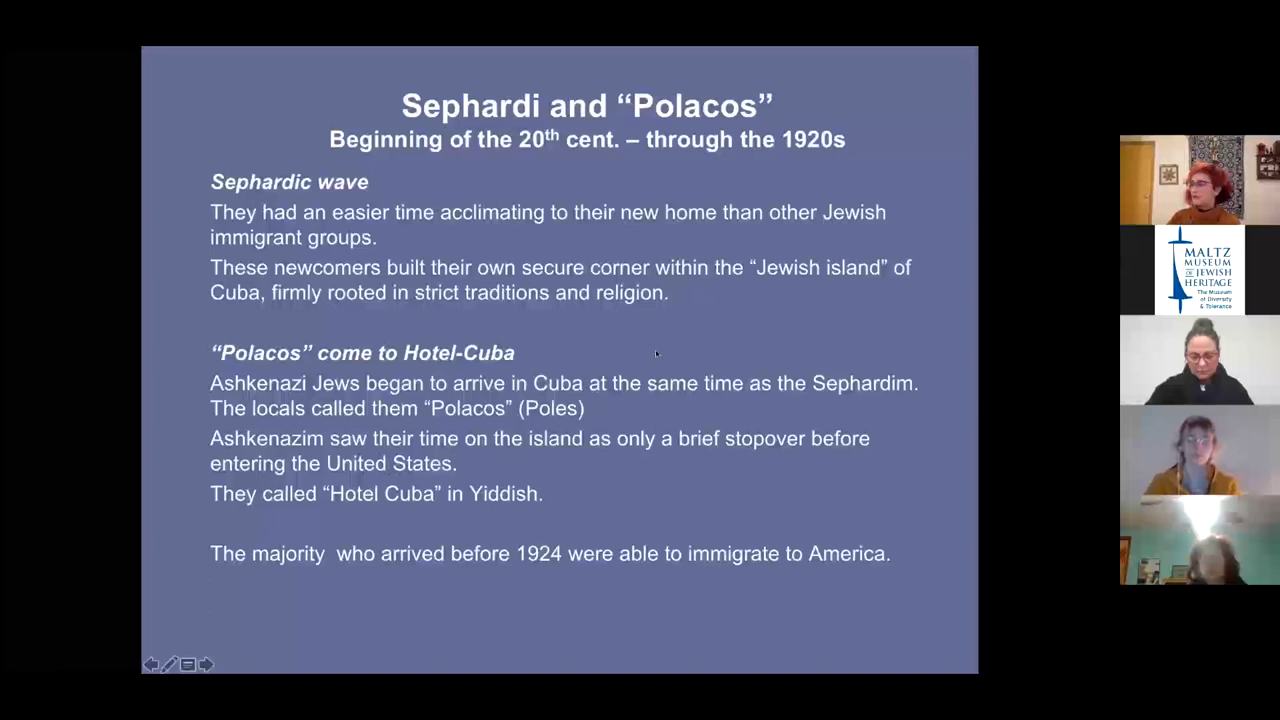 Sephardi and “Polacos”
Beginning of the 20th cent. – through the 1920s
Sephardic wave
They had an easier time acclimating to their new home than other Jewish
immigrant groups.
These newcomers built their own secure corner within the “Jewish island” of
Cuba, firmly rooted in strict traditions and religion.
“Polacos” come to Hotel-Cuba
Ashkenazi Jews began to arrive in Cuba at the same time as the Sephardim.
The locals called them “Polacos” (Poles)
Ashkenazim saw their time on the island as only a brief stopover before
entering the United States.
They called “Hotel Cuba” in Yiddish.
The majority  who arrived before 1924 were able to immigrate to America.
MALTZ
MUSEUM
OF JEWISH
HERITAGE
The Museum
of Diversity
& Tolerance